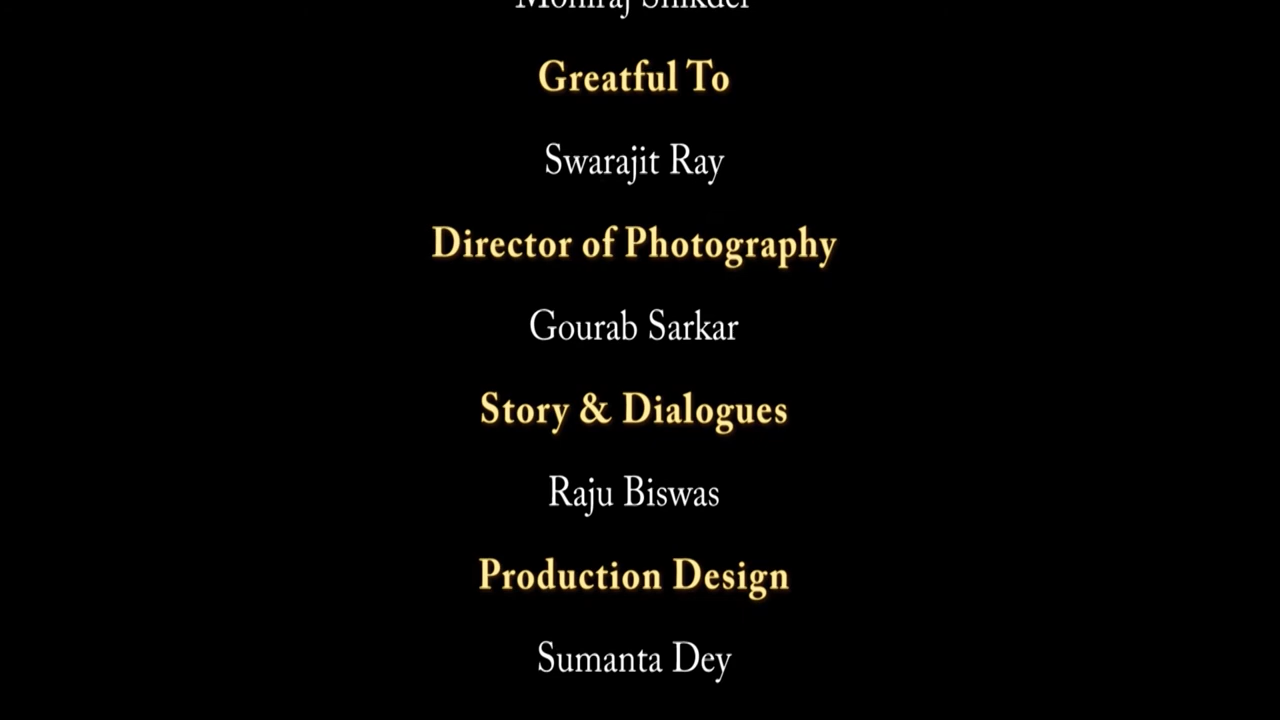 Greatful To
Swarajit Ray
Director of Photography
Gourab Sarkar
Story & Dialogues
Raju Biswas
Production Design
Sumanta Dey